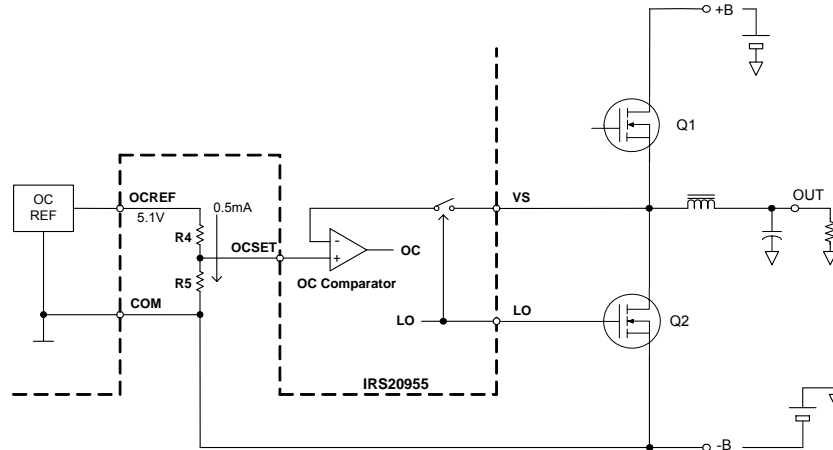 +B
Q1
OC
REF
OCREF
5.1V
0.5mA
R4
OCSET
R5
COM
VS
OUT
-
+
OC
OC Comparator
LO
LO
Q2
IRS20955
-B